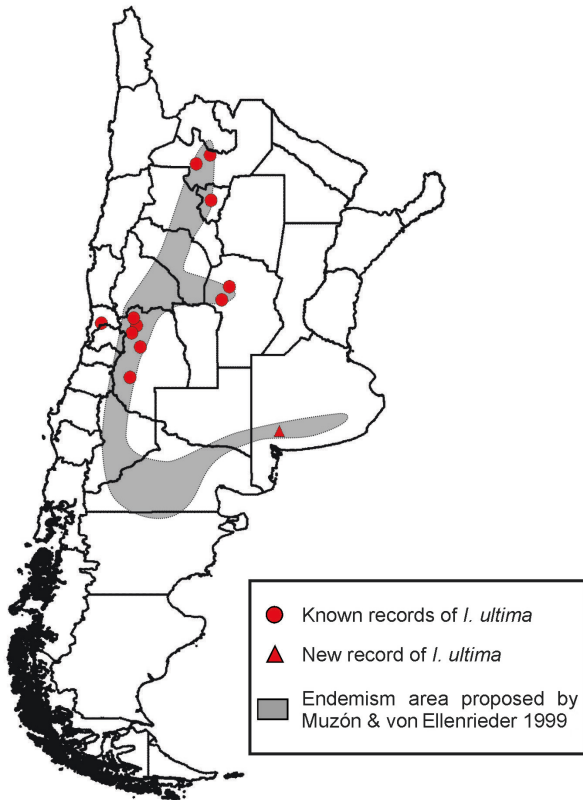 Known records of I. ultima
New record of I. ultima
Endemism area proposed by
Muzón & von Ellenrieder 1999